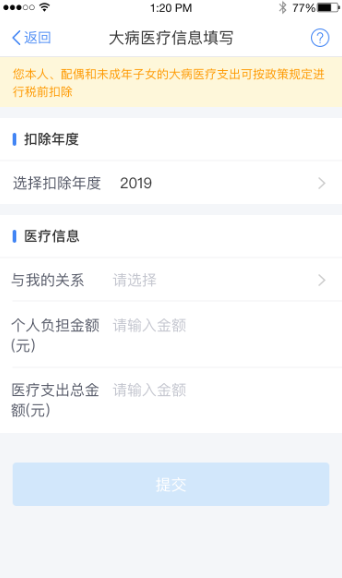 1:20 PM
77%
返回
大病医疗信息填写
您本人、配偶和未成年子女的大病医疗支出可按政策规定进
行税前扣除
扣除年度
选择扣除年度 2019
医疗信息
与我的关系 请选择
个人负担金额 请输入金额
(元)
医疗支出总金 请输入金额
额(元)
提交